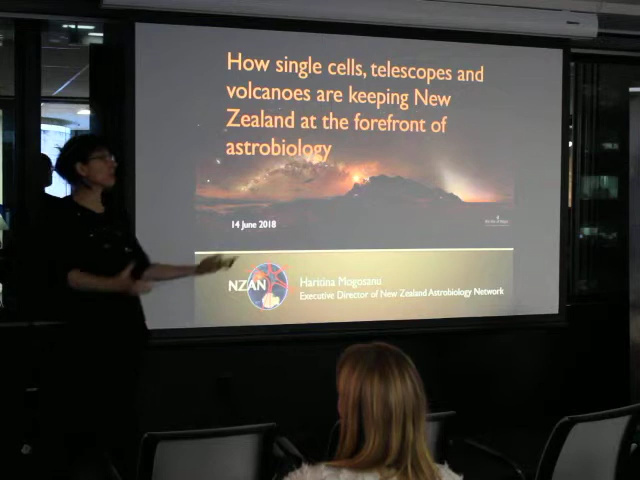 How single cells, telescopes and
volcanoes are keeping New
Zealand at the forefront of
astrobiology
14 June 2018
NZAN
Haritina Mogosanu
Executive Director of New Zealand Astrobiology Network